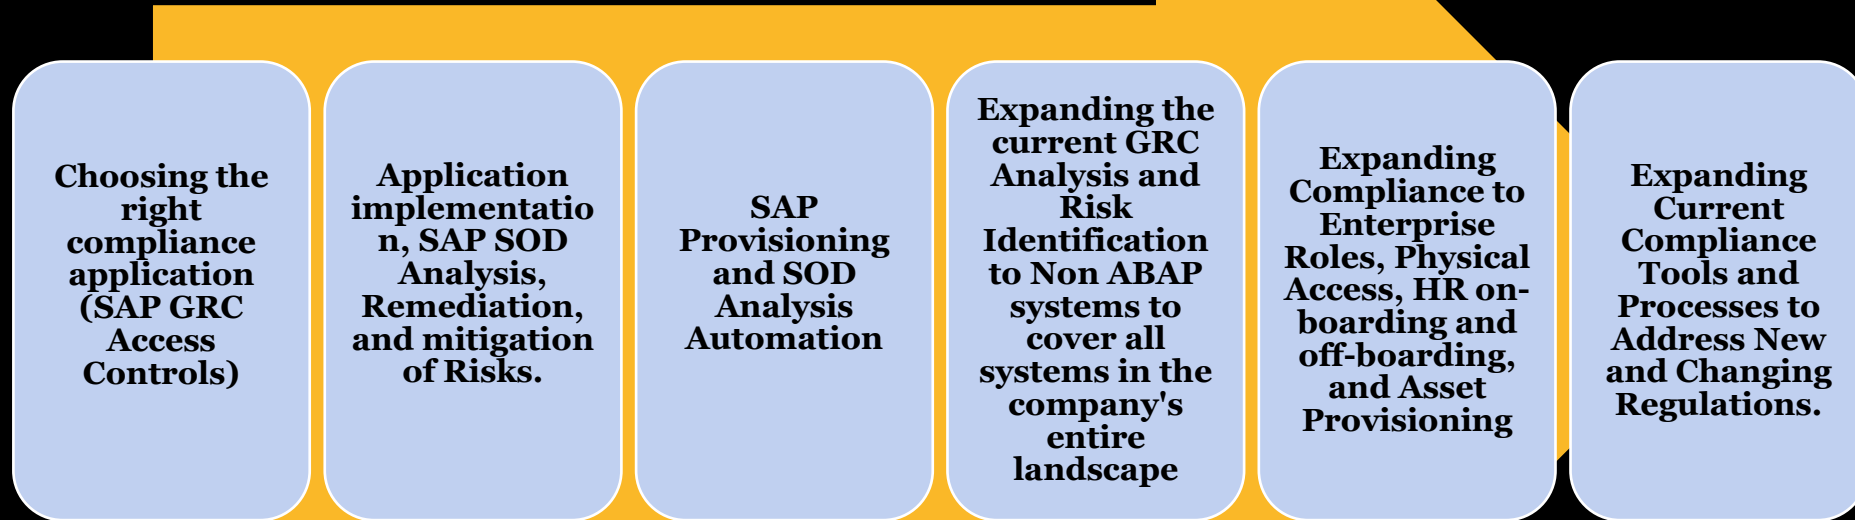 Choosing the
right
compliance
application
(SAP GRC
Access
Controls)
Application
implementatio
n, SAP SOD
Analysis,
Remediation,
and mitigation
of Risks.
SAP
Provisioning
and SOD
Analysis
Automation
Expanding the
current GRC
Analysis and
Risk
Identification
to Non ABAP
systems to
cover all
systems in the
company's
entire
landscape
Expanding
Compliance to
Enterprise
Roles, Physical
Access, HR on-
boarding and
off-boarding,
and Asset
Provisioning
Expanding
Current
Compliance
Tools and
Processes to
Address New
and Changing
Regulations.